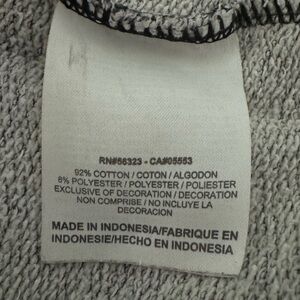 RN#56323 - CA#05553
92% COTTON / COTON / ALGODON
8% POLYESTER / POLYESTER / POLIESTER
EXCLUSIVE OF DECORATION / DECORATION
NON COMPRISE / NO INCLUYE LA
DECORACION
MADE IN INDONESIA/FABRIQUE EN
INDONESIE/HECHO EN INDONESIA